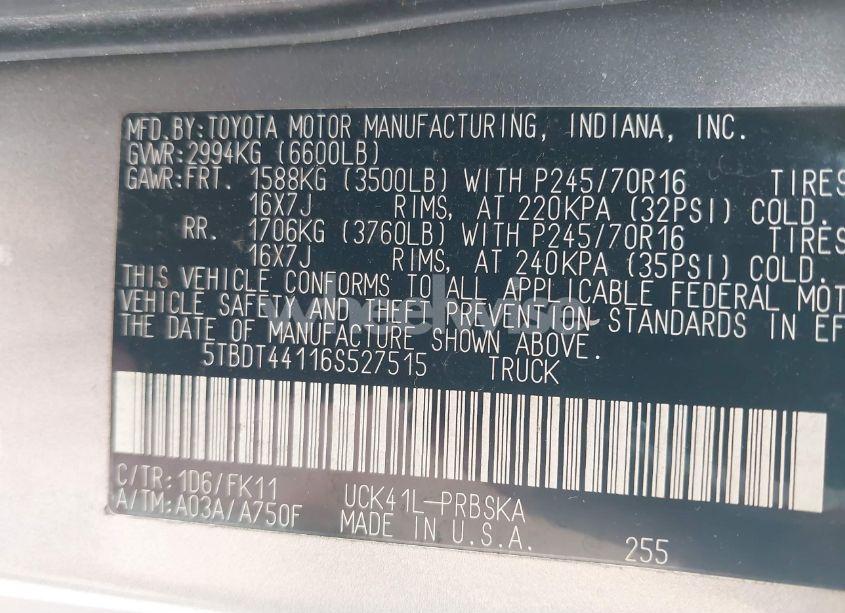 MFD.BY:TOYOTA MOTOR MANUFACTURING, INDIANA, INC.
GVWR:2994KG (6600LB)
GAWR:FRT. 1588KG (3500LB) WITH P245/70R16 TIRES
16X7J RIMS, AT 220KPA (32PSI) COLD.
RR. 1706KG (3760LB) WITH P245/70R16 TIRES
16X7J RIMS, AT 240KPA (35PSI) COLD.
THIS VEHICLE CONFORMS TO ALL APPLICABLE FEDERAL MOT
VEHICLE SAFETY AND THEFT PREVENTION STANDARDS IN EF
THE DATE OF MANUFACTURE SHOWN ABOVE.
5TBDT44116S527515 TRUCK
C/TR:1D6/FK11 UCK41L-PRBSKA
A/TM:A03A/A750F MADE IN U.S.A. 255